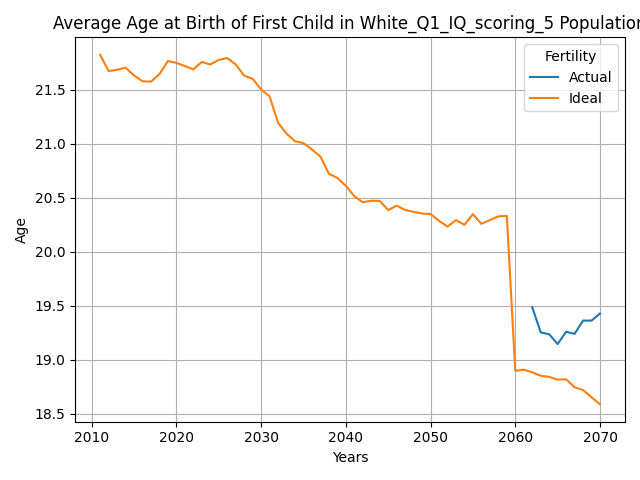 Average Age at Birth of First Child in White_Q1_IQ_scoring_5 Population
Fertility
Actual
Ideal
21.5
21.0
20.5
20.0
19.5
19.0
18.5
Age
2010 2020 2030 2040 2050 2060 2070
Years